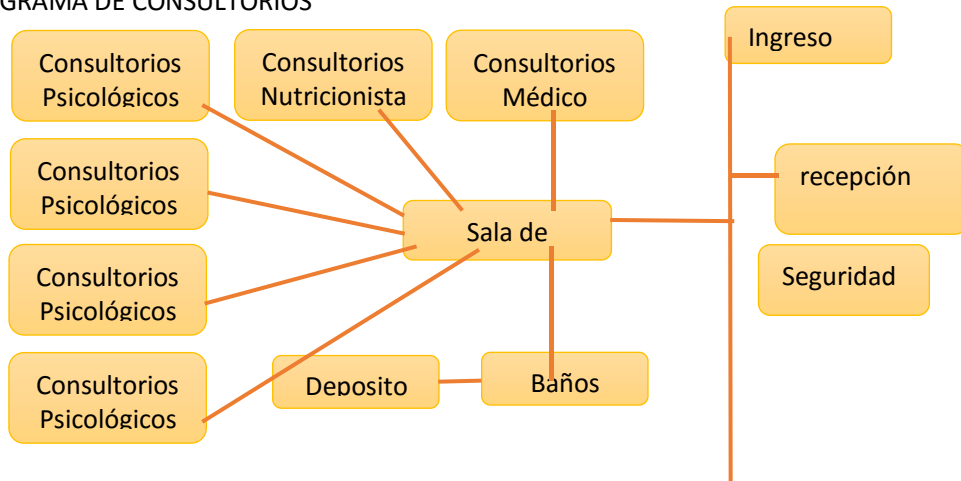 GRAMA DE CONSULTORIOS
Consultorios
Psicológicos
Consultorios
Nutricionista
Consultorios
Médico
Ingreso
Consultorios
Psicológicos
recepción
Sala de
Consultorios
Psicológicos
Seguridad
Consultorios
Psicológicos
Deposito
Baños